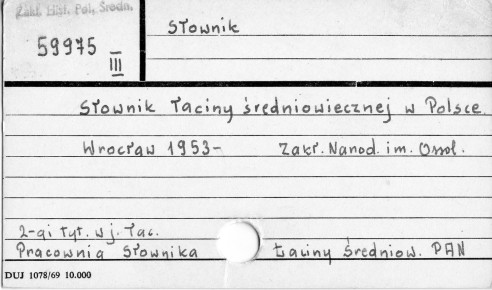 Zakł. Hist. Pol. Średn.
59975
III
Słownik
Słownik łaciny średniowiecznej w Polsce.
Wrocław 1953- Zakł. Narod. im. Ossol.
2-gi tyt. w j. łac.
Pracownia Słownika Łaciny Średniow. PAN
DUJ 1078/69 10.000